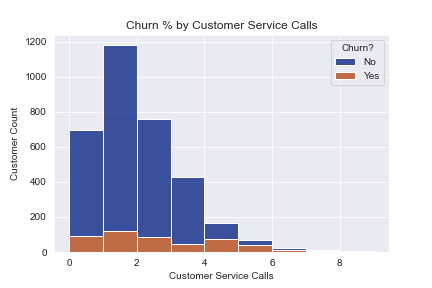 Churn % by Customer Service Calls
1200
1000
800
600
400
200
0
Customer Count
Churn?
No
Yes
0 2 4 6 8
Customer Service Calls